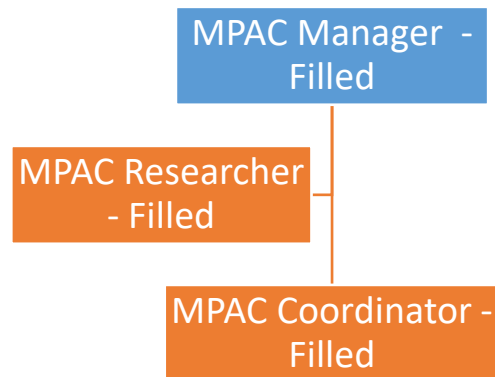 MPAC Manager -
Filled
MPAC Researcher
- Filled
MPAC Coordinator -
Filled